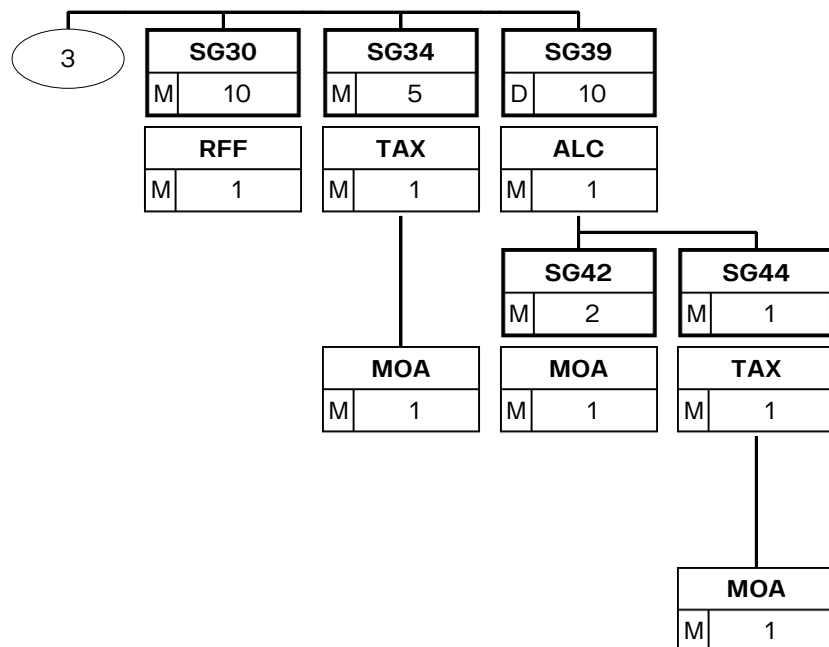 3
SG30
M 10
SG34
M 5
SG39
D 10
RFF
M 1
TAX
M 1
ALC
M 1
SG42
M 2
SG44
M 1
MOA
M 1
MOA
M 1
TAX
M 1
MOA
M 1